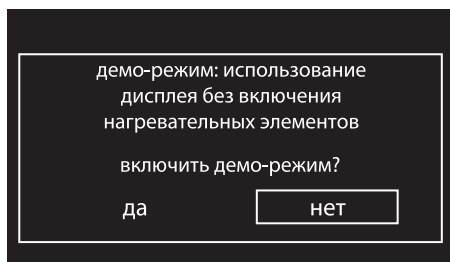 демо-режим: использование
дисплея без включения
нагревательных элементов
включить демо-режим?
да нет